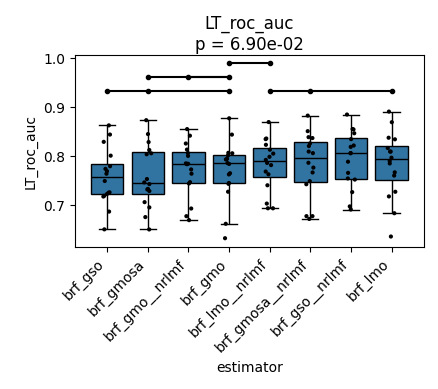 LT_roc_auc
p = 6.90e-02
LT_roc_auc
1.0
0.9
0.8
0.7
brf_gso
brf_gmosa
brf_gmo__nrlmf
brf_gmo
brf_lmo__nrlmf
brf_gmosa__nrlmf
brf_gso__nrlmf
brf_lmo
estimator